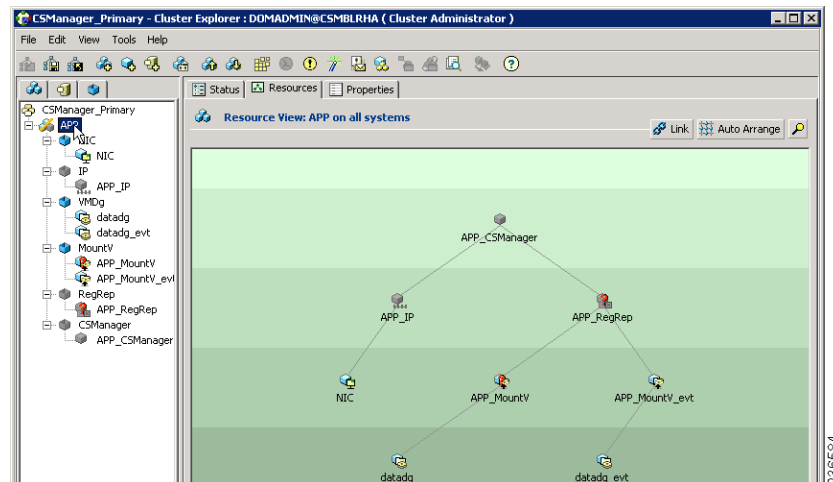 CSManager_Primary - Cluster Explorer : DOMADMIN@CSMBLRHA ( Cluster Administrator )
File Edit View Tools Help
Status Resources Properties
CSManager_Primary
APP
NIC
NIC
IP
APP_IP
VMDg
datadg
datadg_evt
MountV
APP_MountV
APP_MountV_evt
RegRep
APP_RegRep
CSManager
APP_CSManager
Resource View: APP on all systems
Link Auto Arrange
APP_CSManager
APP_IP APP_RegRep
NIC APP_MountV APP_MountV_evt
datadg datadg_evt